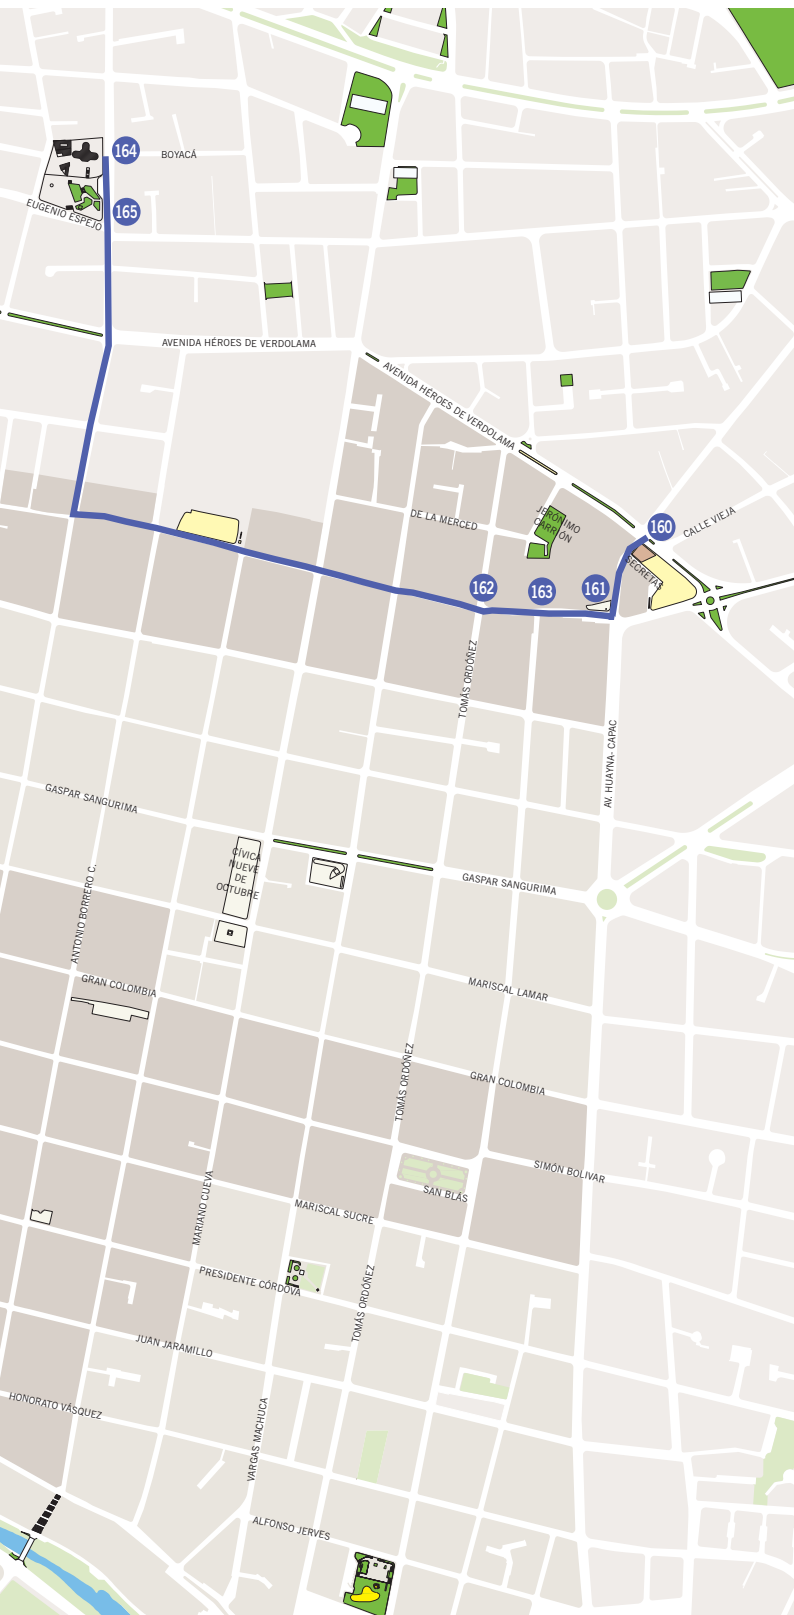 164
BOYACÁ
165
EUGENIO ESPEJO
AVENIDA HÉROES DE VERDOLAMA
AVENIDA HÉROES DE VERDOLAMA
DE LA MERCED
JERÓNIMO
CARRIÓN
160
CALLE VIEJA
SECRETAS
162
163
161
TOMÁS ORDÓÑEZ
AV. HUAYNA- CAPAC
GASPAR SANGURIMA
CÍVICA
NUEVE
DE
OCTUBRE
GASPAR SANGURIMA
ANTONIO BORRERO C.
GRAN COLOMBIA
MARISCAL LAMAR
TOMÁS ORDÓÑEZ
GRAN COLOMBIA
SIMÓN BOLIVAR
SAN BLÁS
MARIANO CUEVA
MARISCAL SUCRE
PRESIDENTE CÓRDOVA
TOMÁS ORDÓÑEZ
JUAN JARAMILLO
HONORATO VÁSQUEZ
VARGAS MACHUCA
ALFONSO JERVES